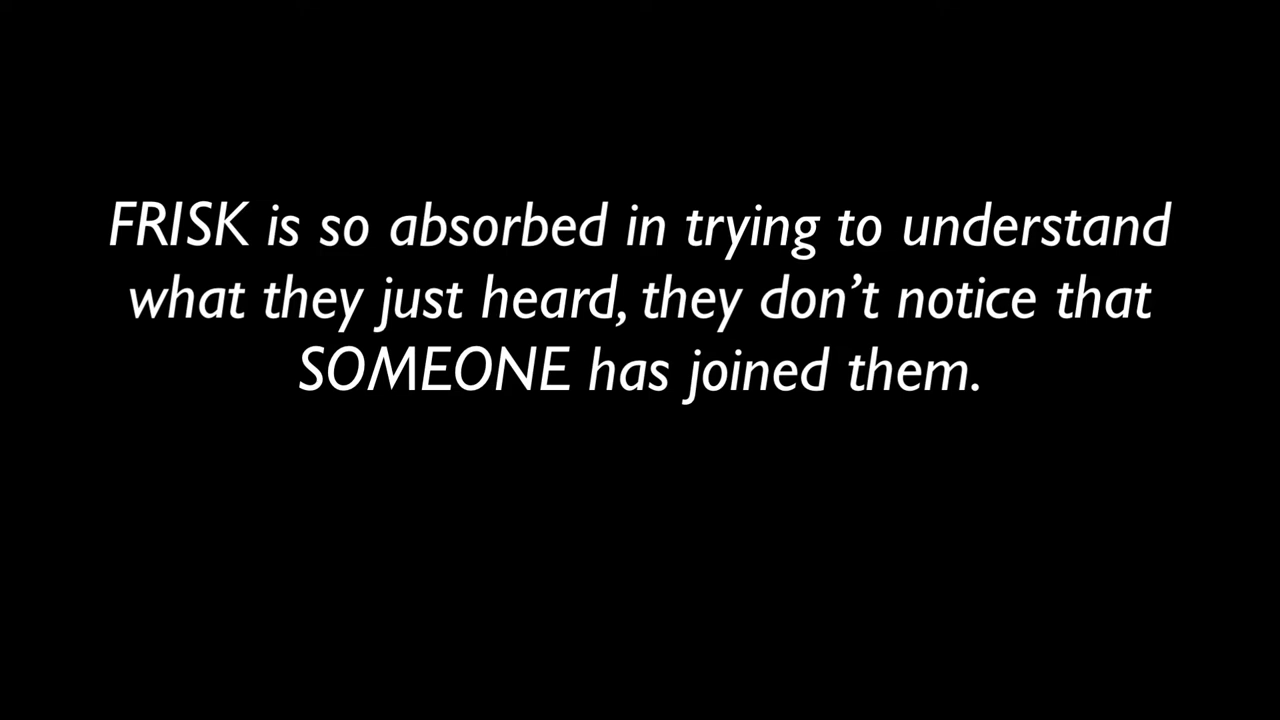 FRISK is so absorbed in trying to understand
what they just heard, they don’t notice that
SOMEONE has joined them.